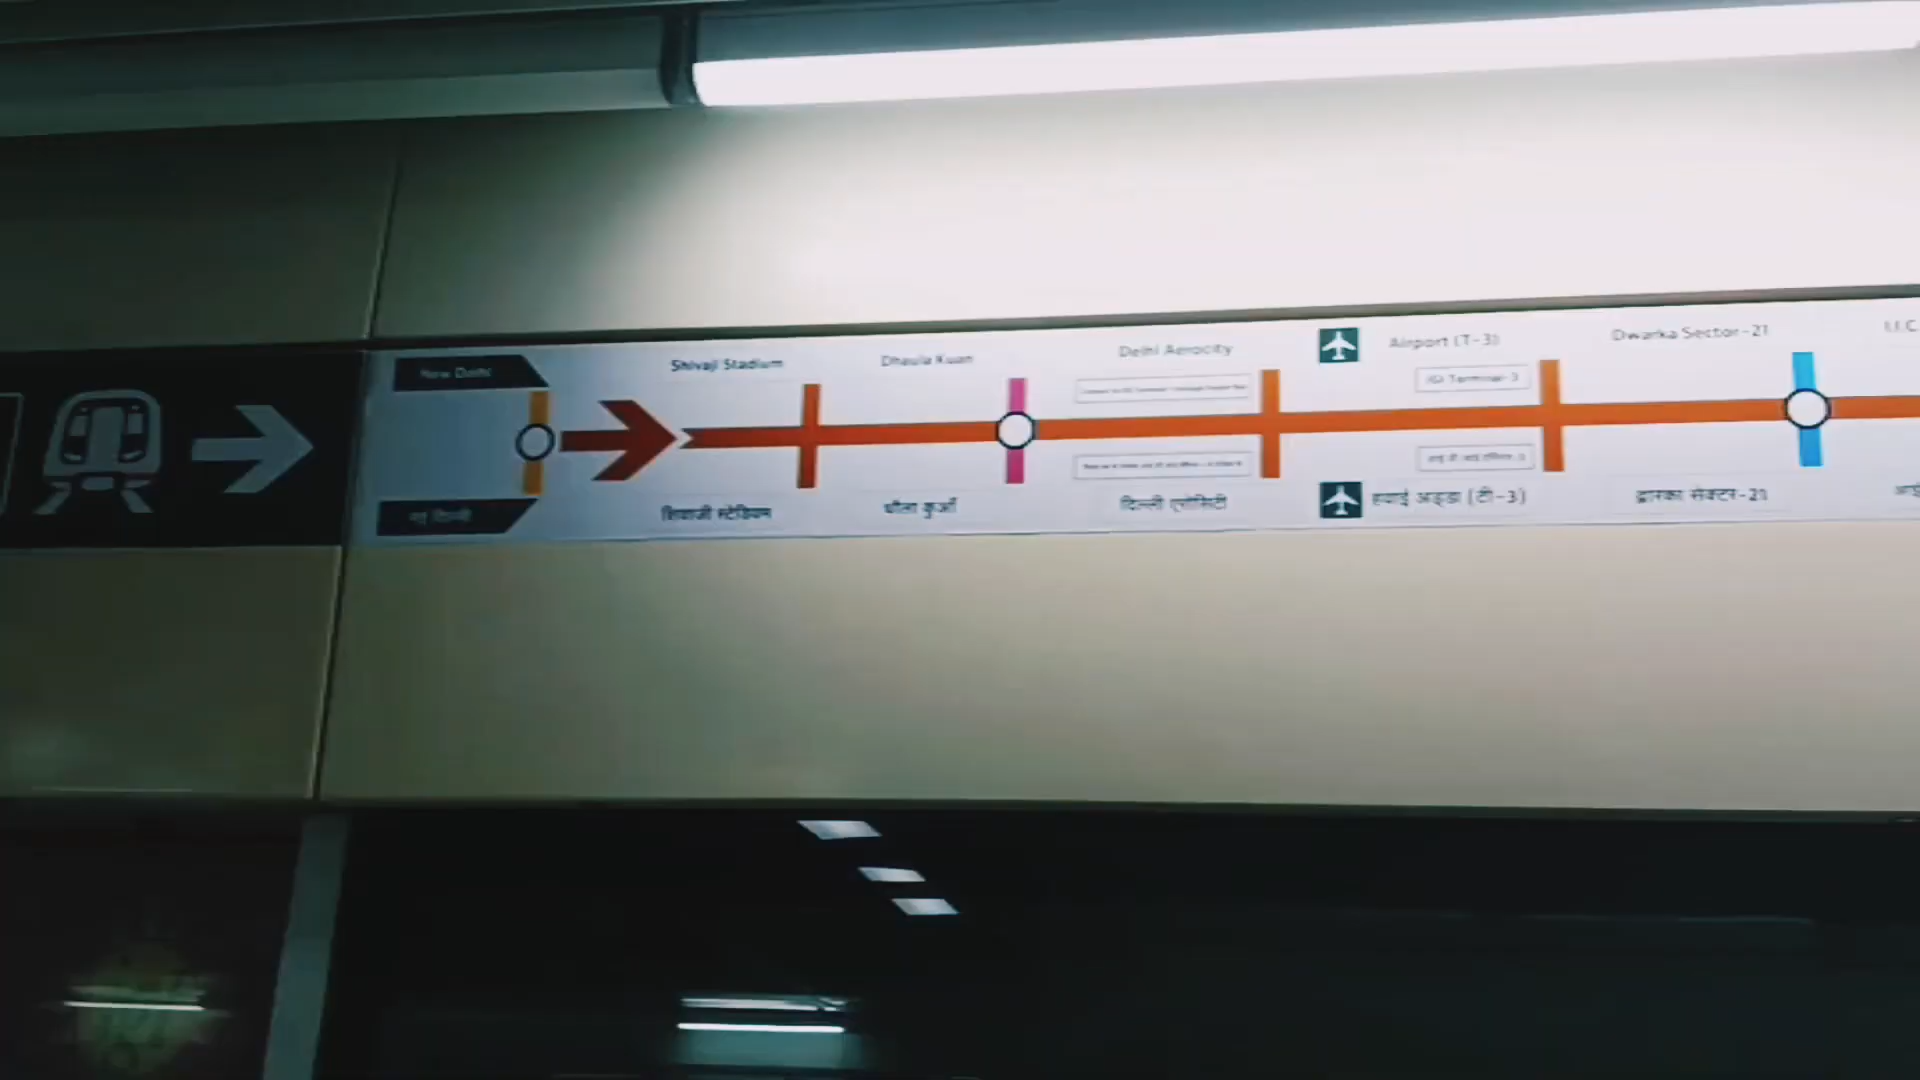 New Delhi
Shivaji Stadium
Dhaula Kuan
Delhi Aerocity
Airport (T-3)
IGI Terminal-3
Dwarka Sector-21
I.I.C.
नई दिल्ली
शिवाजी स्टेडियम
धौला कुआँ
दिल्ली एरोसिटी
हवाई अड्डा (टी-3)
द्वारका सेक्टर-21